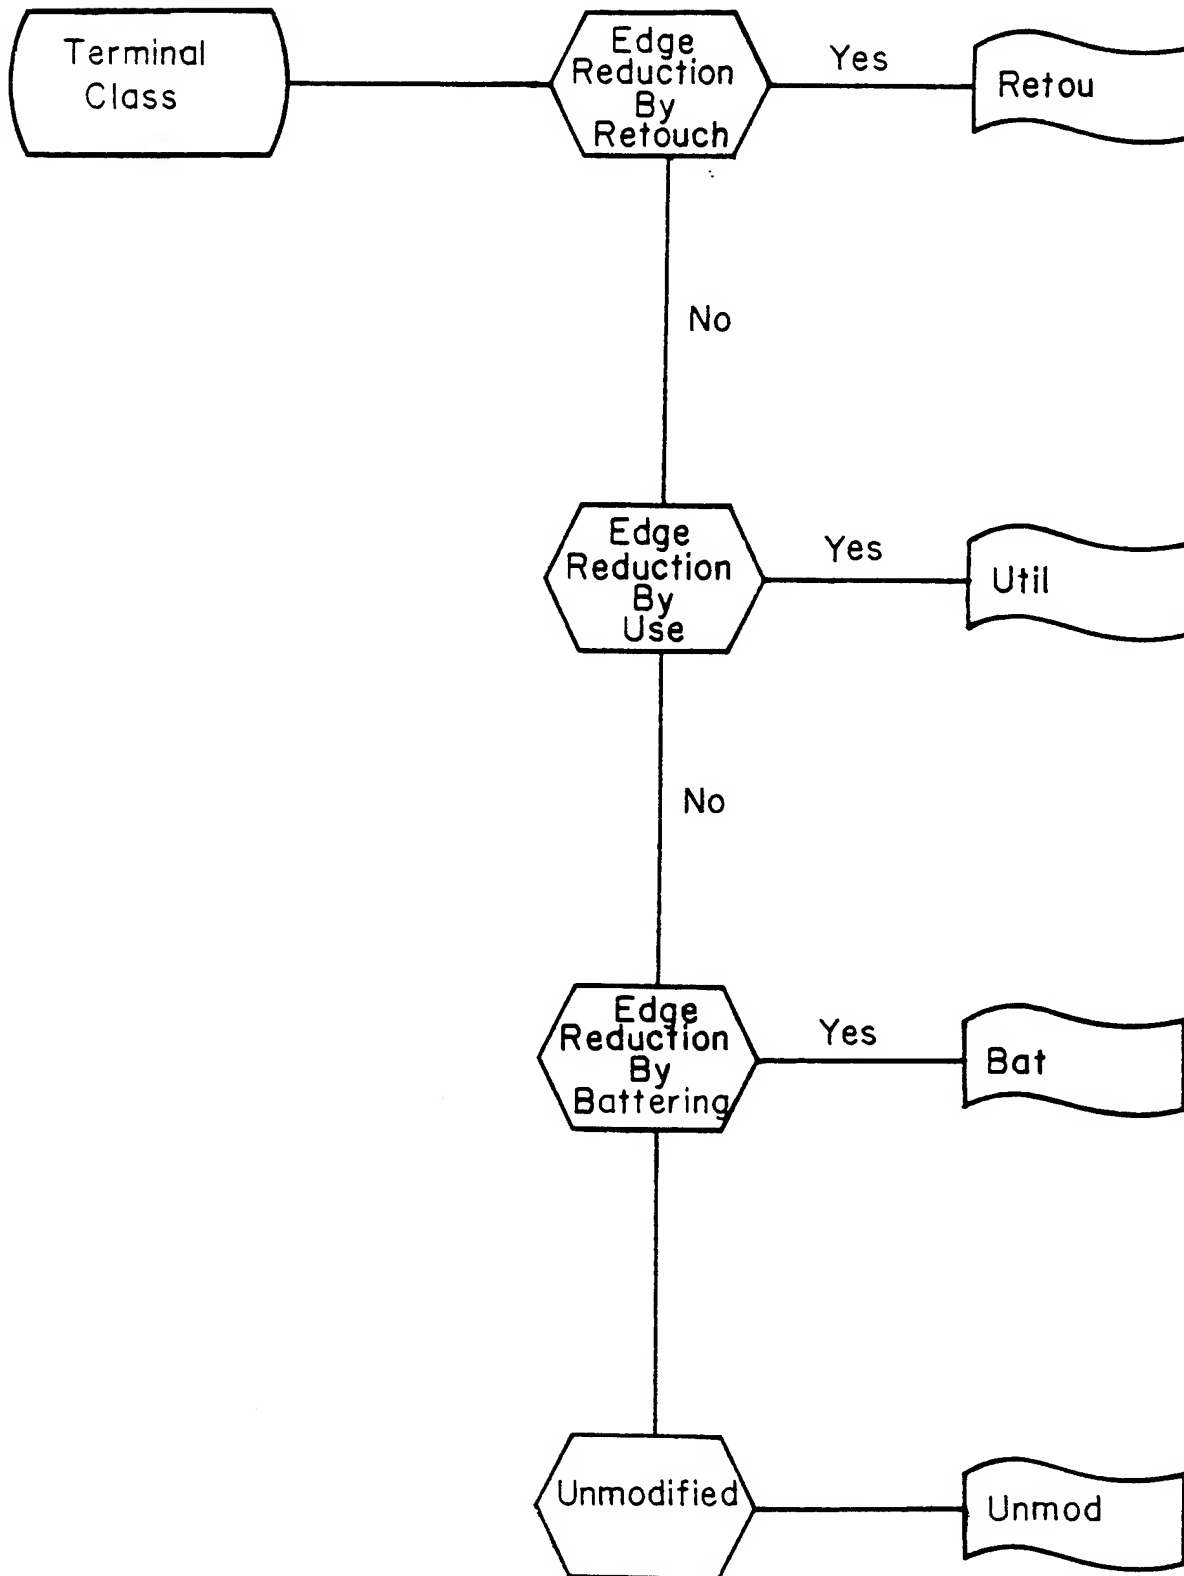 Terminal
Class
Edge
Reduction
By
Retouch
Yes
Retou
No
Edge
Reduction
By
Use
Yes
Util
No
Edge
Reduction
By
Battering
Yes
Bat
Unmodified
Unmod